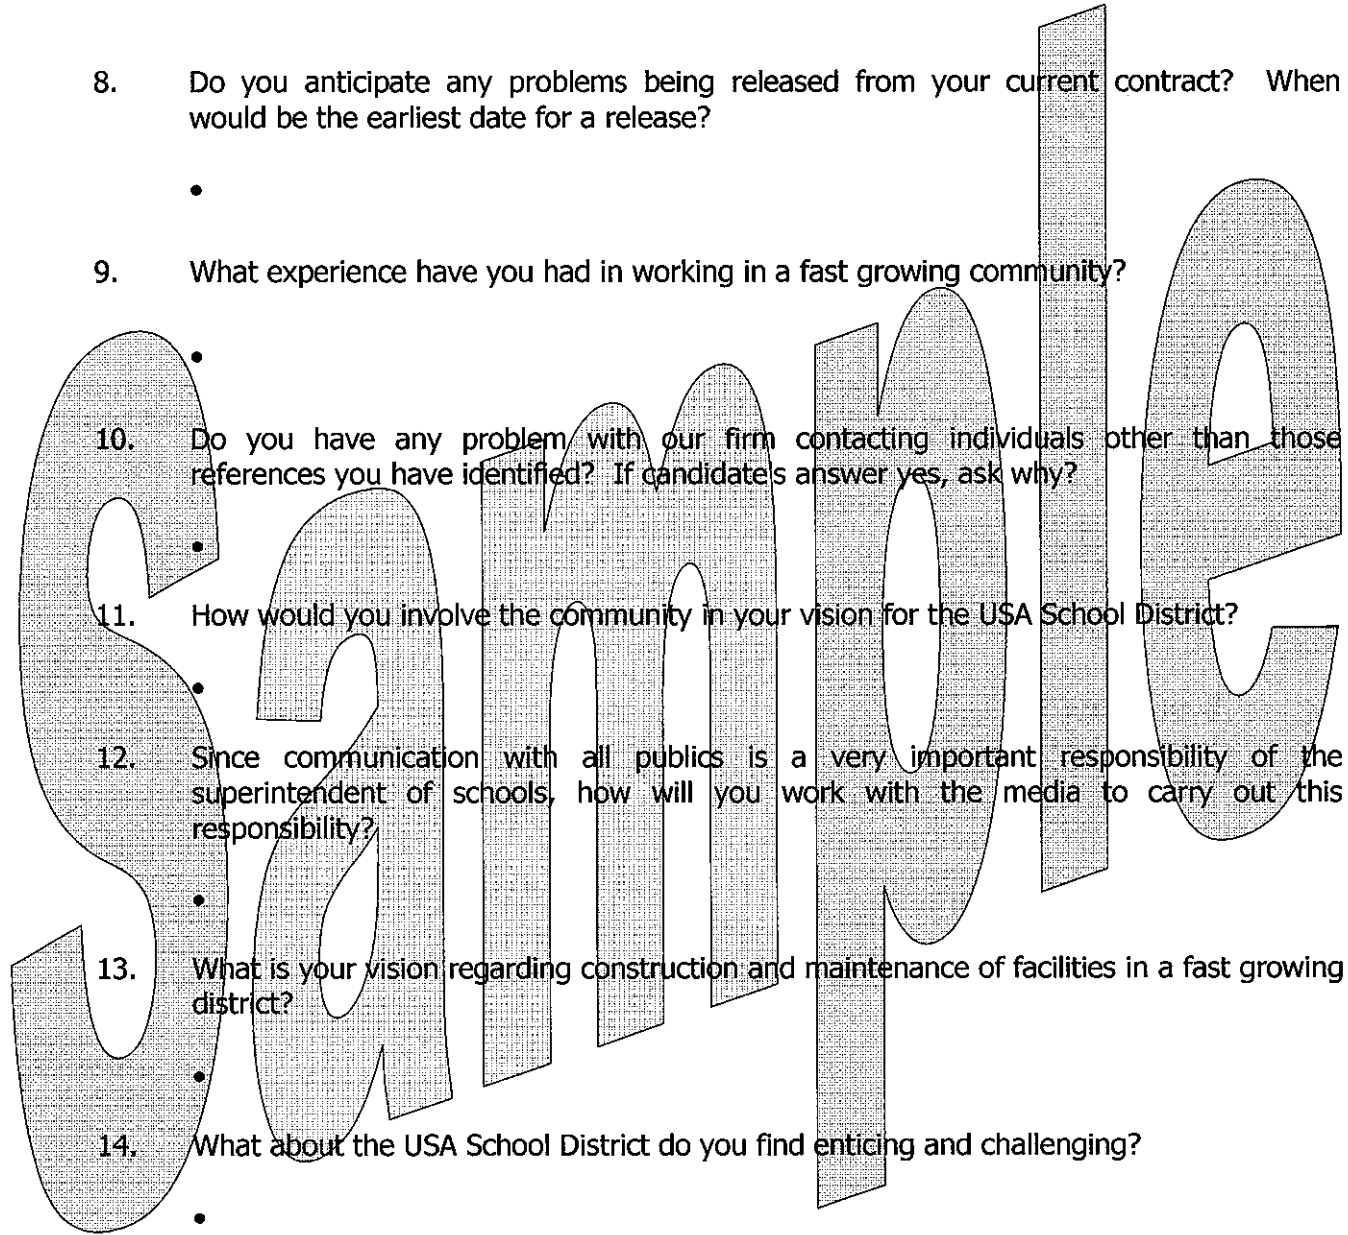 8. Do you anticipate any problems being released from your current contract? When
would be the earliest date for a release?
•
9. What experience have you had in working in a fast growing community?
•
10. Do you have any problem with our firm contacting individuals other than those
references you have identified? If candidate's answer yes, ask why?
•
11. How would you involve the community in your vision for the USA School District?
•
12. Since communication with all publics is a very important responsibility of the
superintendent of schools, how will you work with the media to carry out this
responsibility?
•
13. What is your vision regarding construction and maintenance of facilities in a fast growing
district?
•
14. What about the USA School District do you find enticing and challenging?
•
Sample